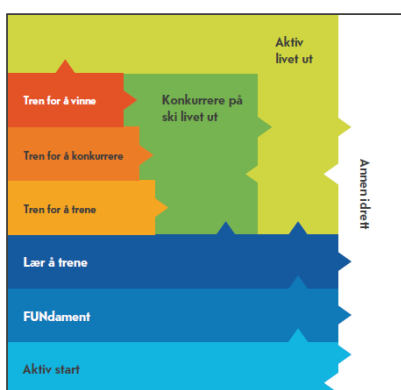 Aktiv
livet ut
Tren for å vinne
Konkurrere på
ski livet ut
Tren for å konkurrere
Annen idrett
Tren for å trene
Lær å trene
FUNdament
Aktiv start